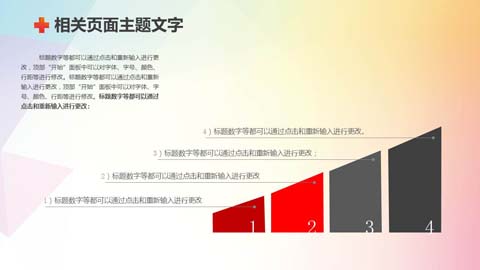 相关页面主题文字
标题数字等都可以通过点击和重新输入进行更
改，顶部“开始”面板中可以对字体、字号、颜色、
行距等进行修改。标题数字等都可以通过点击和重新
输入进行更改，顶部“开始”面板中可以对字体、字
号、颜色、行距等进行修改。标题数字等都可以通过
点击和重新输入进行更改：
4）标题数字等都可以通过点击和重新输入进行更改。
3）标题数字等都可以通过点击和重新输入进行更改；
2）标题数字等都可以通过点击和重新输入进行更改
1）标题数字等都可以通过点击和重新输入进行更改
1 2 3 4